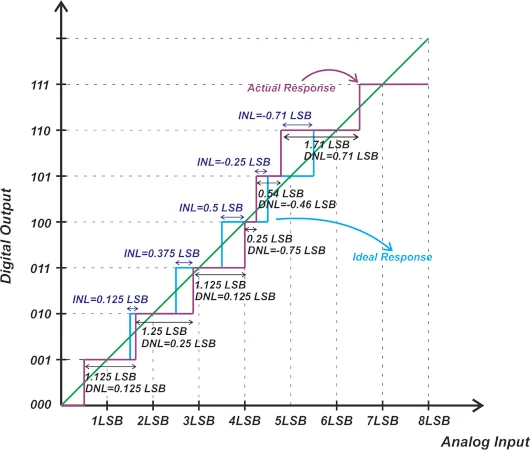 Actual Response
111
INL=-0.71 LSB
110
1.71 LSB
DNL=0.71 LSB
INL=-0.25 LSB
101
0.54 LSB
DNL=-0.46 LSB
INL=0.5 LSB
100
0.25 LSB
DNL=-0.75 LSB
Ideal Response
INL=0.375 LSB
011
1.125 LSB
DNL=0.125 LSB
INL=0.125 LSB
010
1.25 LSB
DNL=0.25 LSB
001
1.125 LSB
DNL=0.125 LSB
000
Digital Output
1LSB 2LSB 3LSB 4LSB 5LSB 6LSB 7LSB 8LSB
Analog Input